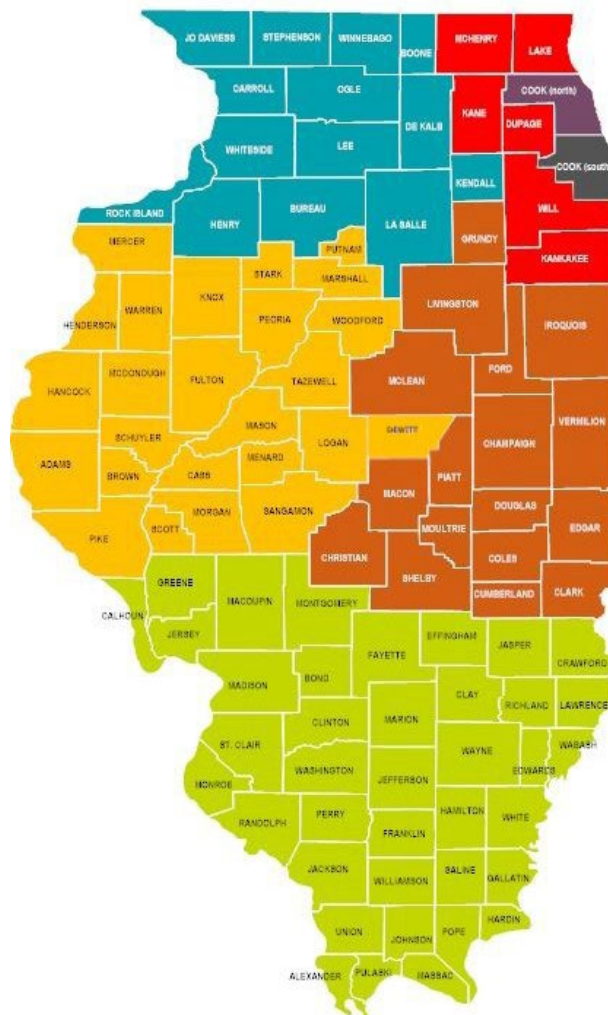 JO DAVIESS
STEPHENSON
WINNEBAGO
BOONE
MCHENRY
LAKE
CARROLL
OGLE
DE KALB
KANE
COOK (north)
DUPAGE
WHITESIDE
LEE
COOK (south)
KENDALL
WILL
ROCK ISLAND
HENRY
BUREAU
LA SALLE
GRUNDY
KANKAKEE
MERCER
PUTNAM
STARK
MARSHALL
KNOX
LIVINGSTON
HENDERSON
WARREN
PEORIA
WOODFORD
IROQUOIS
FORD
HANCOCK
MCDONOUGH
FULTON
TAZEWELL
MCLEAN
VERMILION
MASON
DEWITT
SCHUYLER
LOGAN
CHAMPAIGN
ADAMS
MENARD
BROWN
CASS
PIATT
MACON
SANGAMON
MORGAN
DOUGLAS
PIKE
SCOTT
MOULTRIE
EDGAR
CHRISTIAN
COLES
SHELBY
GREENE
CUMBERLAND
CLARK
MACOUPIN
MONTGOMERY
CALHOUN
JERSEY
EFFINGHAM
JASPER
FAYETTE
CRAWFORD
MADISON
BOND
CLAY
RICHLAND
LAWRENCE
CLINTON
MARION
ST. CLAIR
WAYNE
WABASH
WASHINGTON
JEFFERSON
EDWARDS
MONROE
PERRY
HAMILTON
WHITE
RANDOLPH
FRANKLIN
JACKSON
WILLIAMSON
SALINE
GALLATIN
HARDIN
UNION
JOHNSON
POPE
ALEXANDER
PULASKI
MASSAC